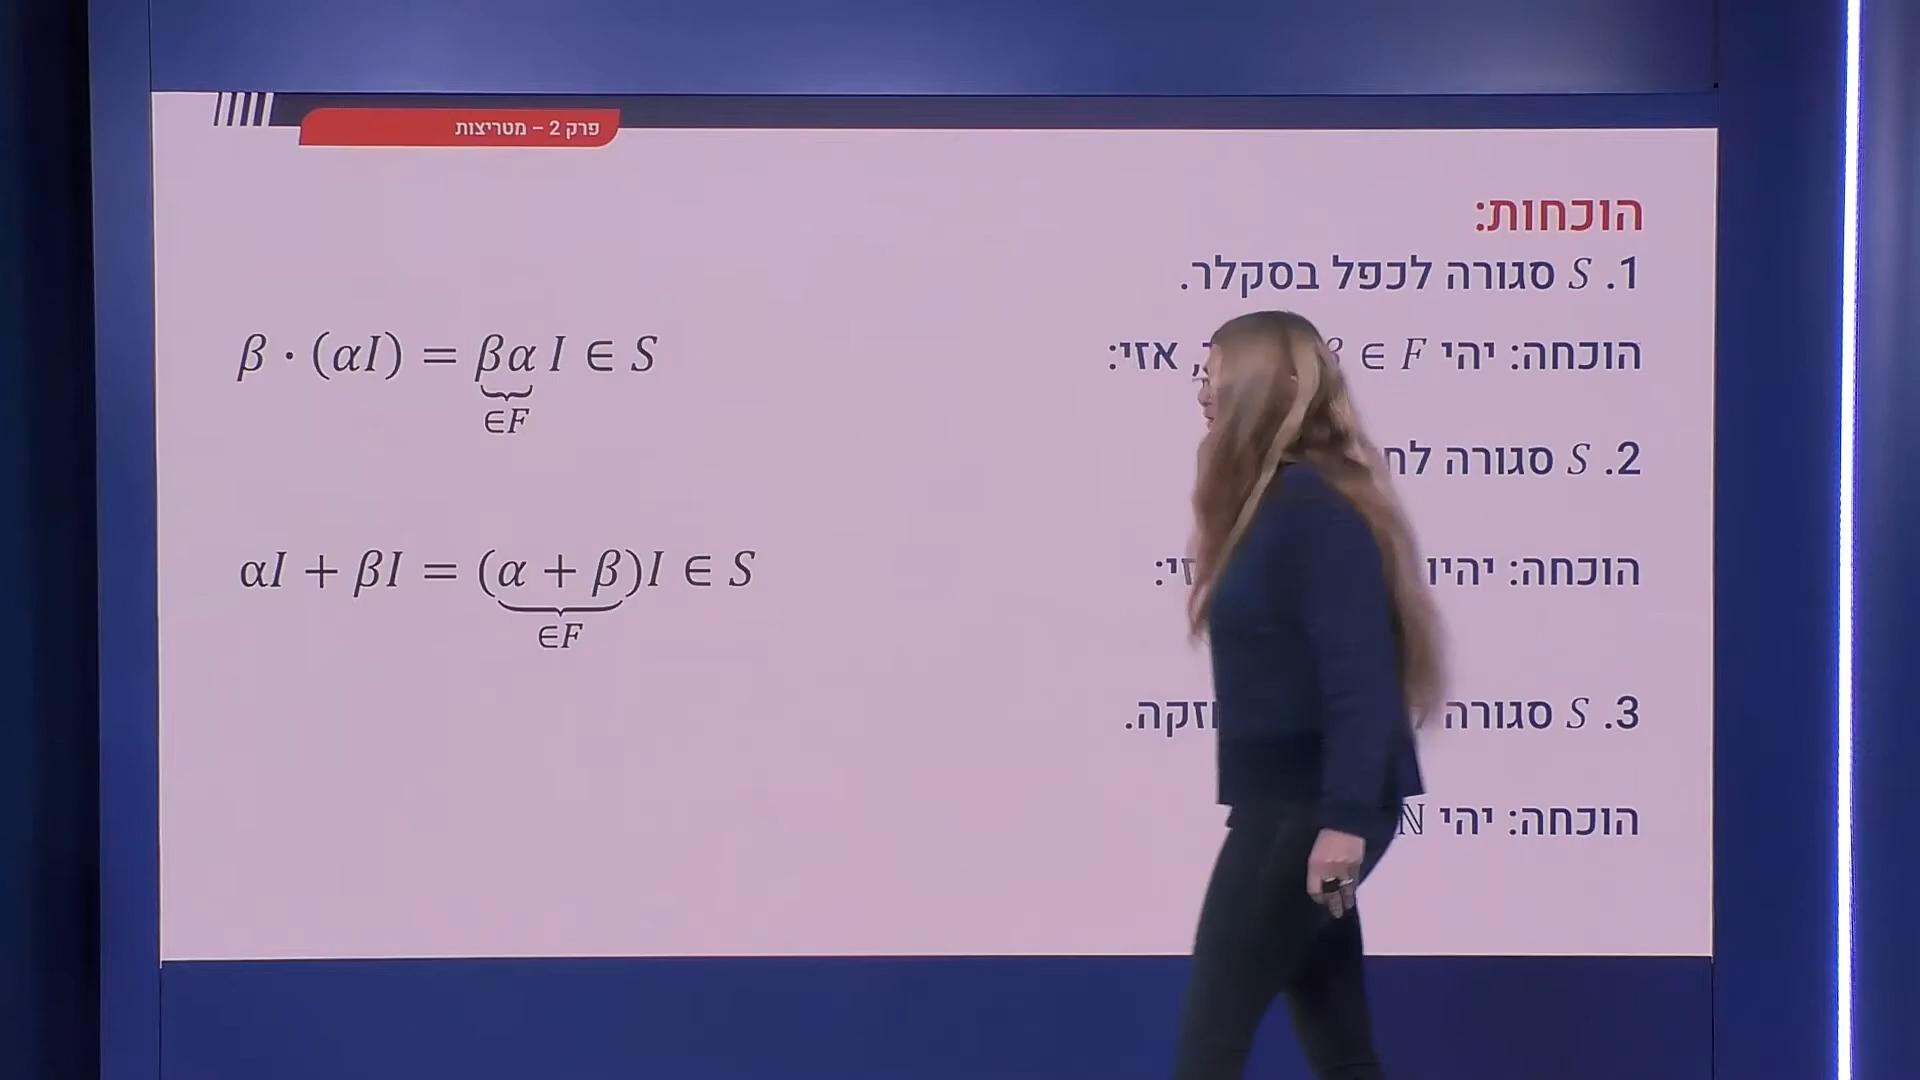 פרק 2 – מטריצות
הוכחות:
1. S סגורה לכפל בסקלר.
הוכחה: יהי ∈ F אזי:
β · (αI) = βα I ∈ S
∈F
2. S סגורה
הוכחה: יהיו
αI + βI = (α + β)I ∈ S
∈F
3. S סגורה
הוכחה: יהי ℕ